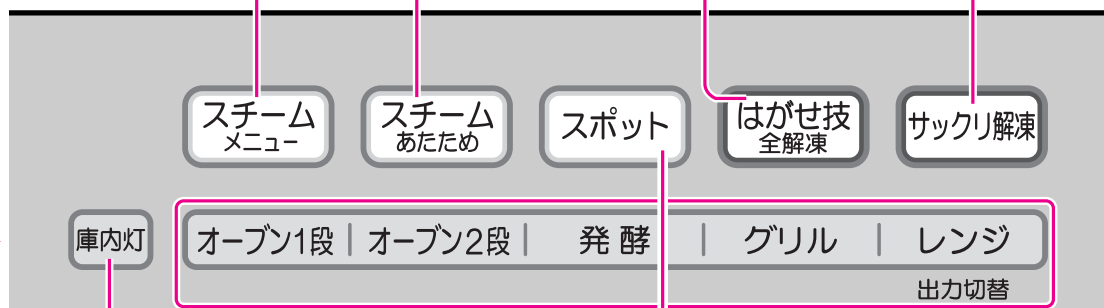 スチーム
メニュー
スチーム
あたため
スポット
はがせ技
全解凍
サックリ解凍
庫内灯
オーブン1段 | オーブン2段 | 発酵 | グリル | レンジ
出力切替